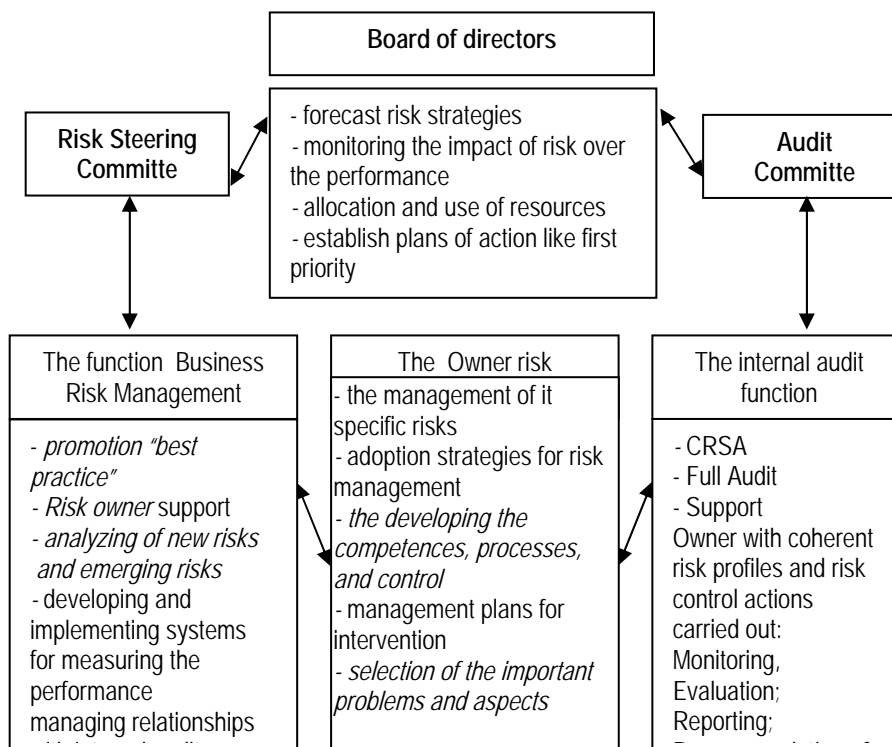 Board of directors
- forecast risk strategies
- monitoring the impact of risk over
the performance
- allocation and use of resources
- establish plans of action like first
priority
Risk Steering
Committe
Audit
Committe
The function Business
Risk Management
- promotion “best
practice”
- Risk owner support
- analyzing of new risks
and emerging risks
- developing and
implementing systems
for measuring the
performance
managing relationships
The Owner risk
- the management of it
specific risks
- adoption strategies for risk
management
- the developing the
competences, processes,
and control
- management plans for
intervention
- selection of the important
problems and aspects
The internal audit
function
- CRSA
- Full Audit
- Support
Owner with coherent
risk profiles and risk
control actions
carried out:
Monitoring,
Evaluation;
Reporting;